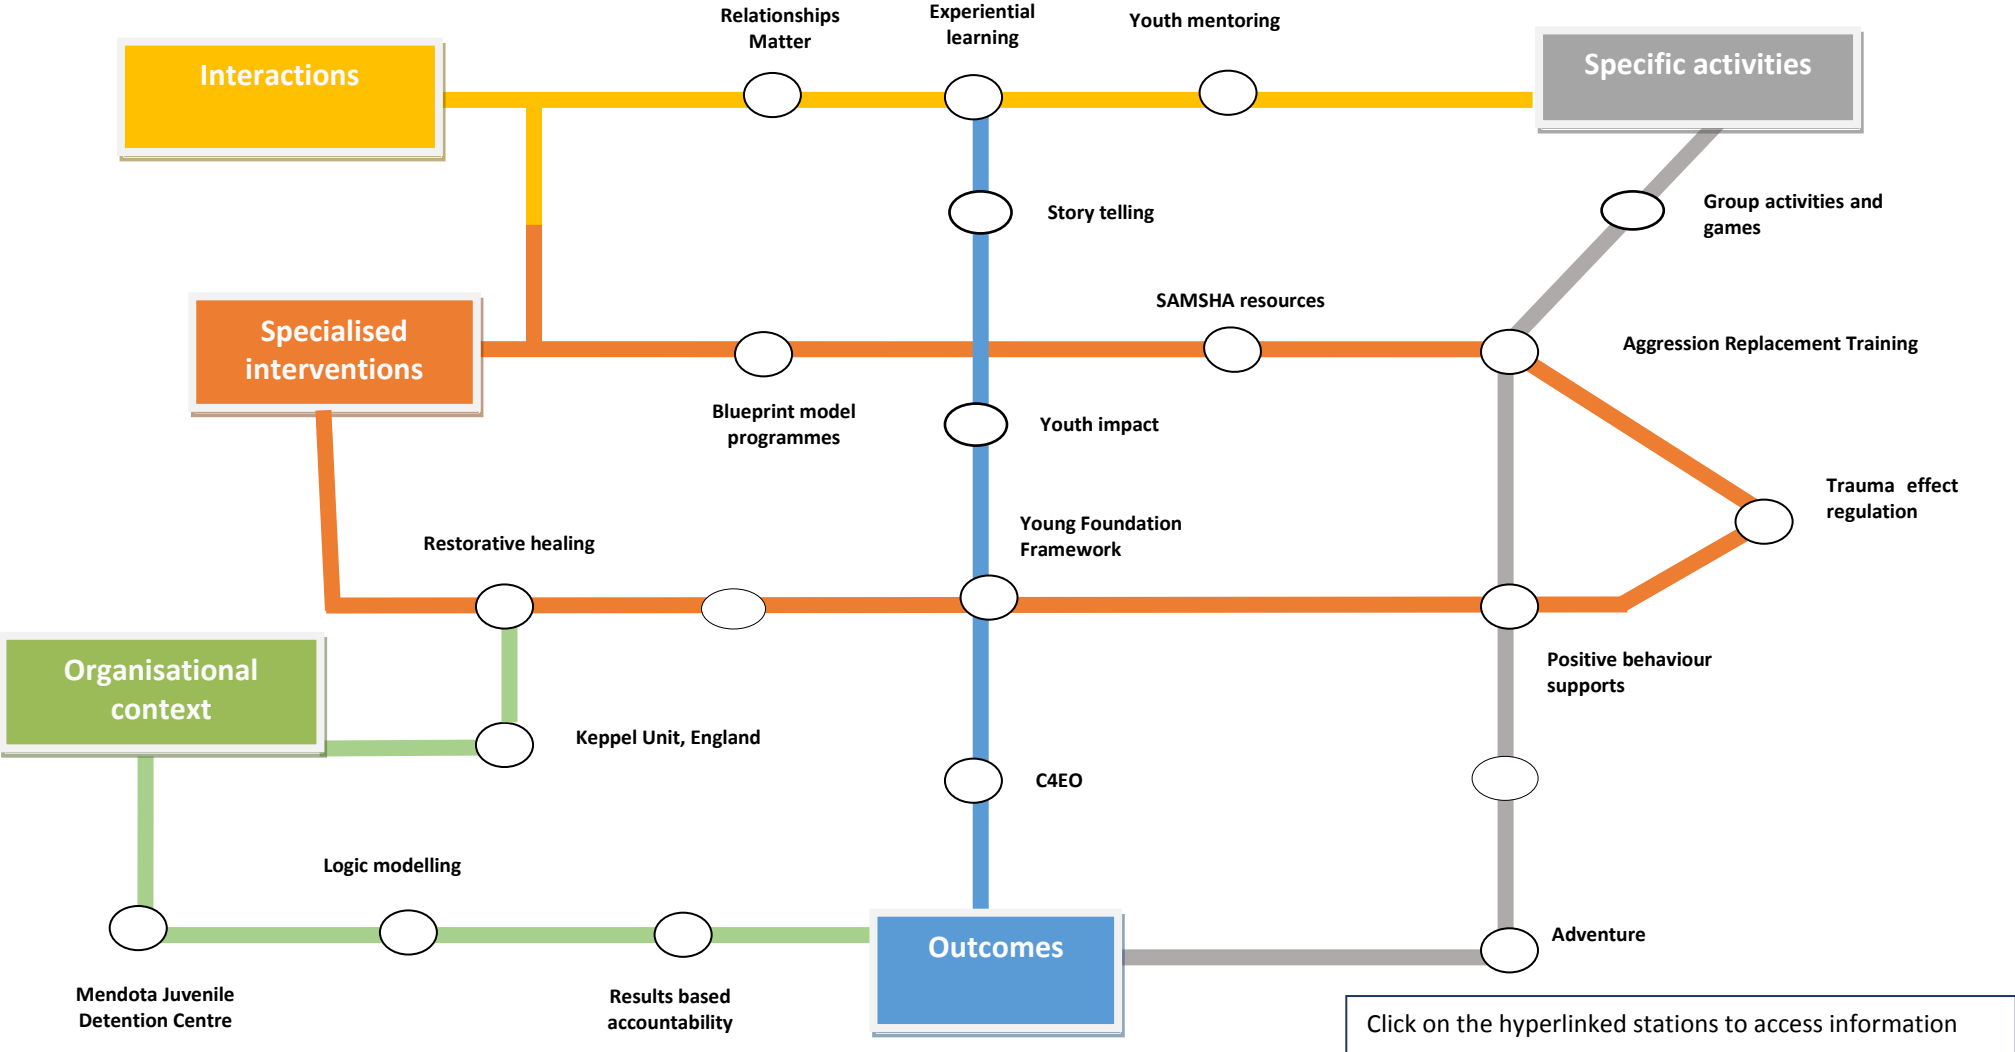 Relationships
Matter
Experiential
learning
Youth mentoring
Interactions
Specific activities
Story telling
Group activities and
games
SAMSHA resources
Specialised
interventions
Aggression Replacement Training
Blueprint model
programmes
Youth impact
Trauma effect
regulation
Young Foundation
Framework
Restorative healing
Organisational
context
Positive behaviour
supports
Keppel Unit, England
C4EO
Logic modelling
Outcomes
Adventure
Mendota Juvenile
Detention Centre
Results based
accountability
Click on the hyperlinked stations to access information